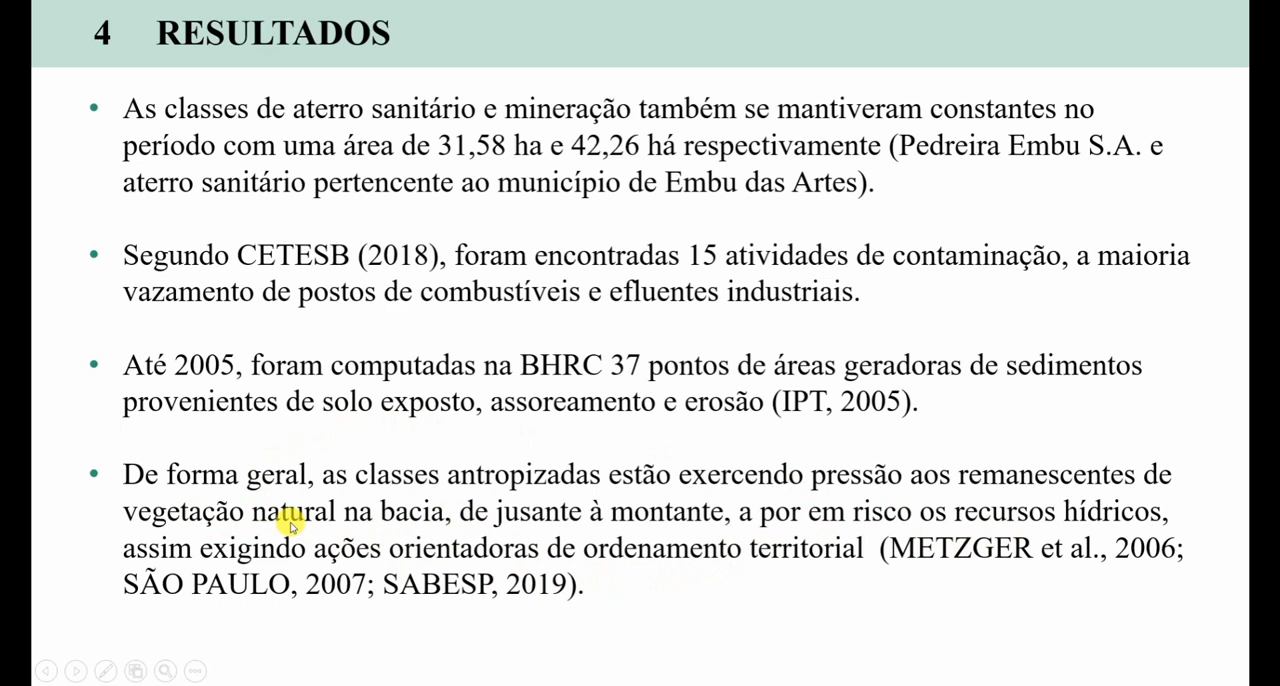 4 RESULTADOS
• As classes de aterro sanitário e mineração também se mantiveram constantes no
período com uma área de 31,58 ha e 42,26 há respectivamente (Pedreira Embu S.A. e
aterro sanitário pertencente ao município de Embu das Artes).
• Segundo CETESB (2018), foram encontradas 15 atividades de contaminação, a maioria
vazamento de postos de combustíveis e efluentes industriais.
• Até 2005, foram computadas na BHRC 37 pontos de áreas geradoras de sedimentos
provenientes de solo exposto, assoreamento e erosão (IPT, 2005).
• De forma geral, as classes antropizadas estão exercendo pressão aos remanescentes de
vegetação natural na bacia, de jusante à montante, a por em risco os recursos hídricos,
assim exigindo ações orientadoras de ordenamento territorial (METZGER et al., 2006;
SÃO PAULO, 2007; SABESP, 2019).